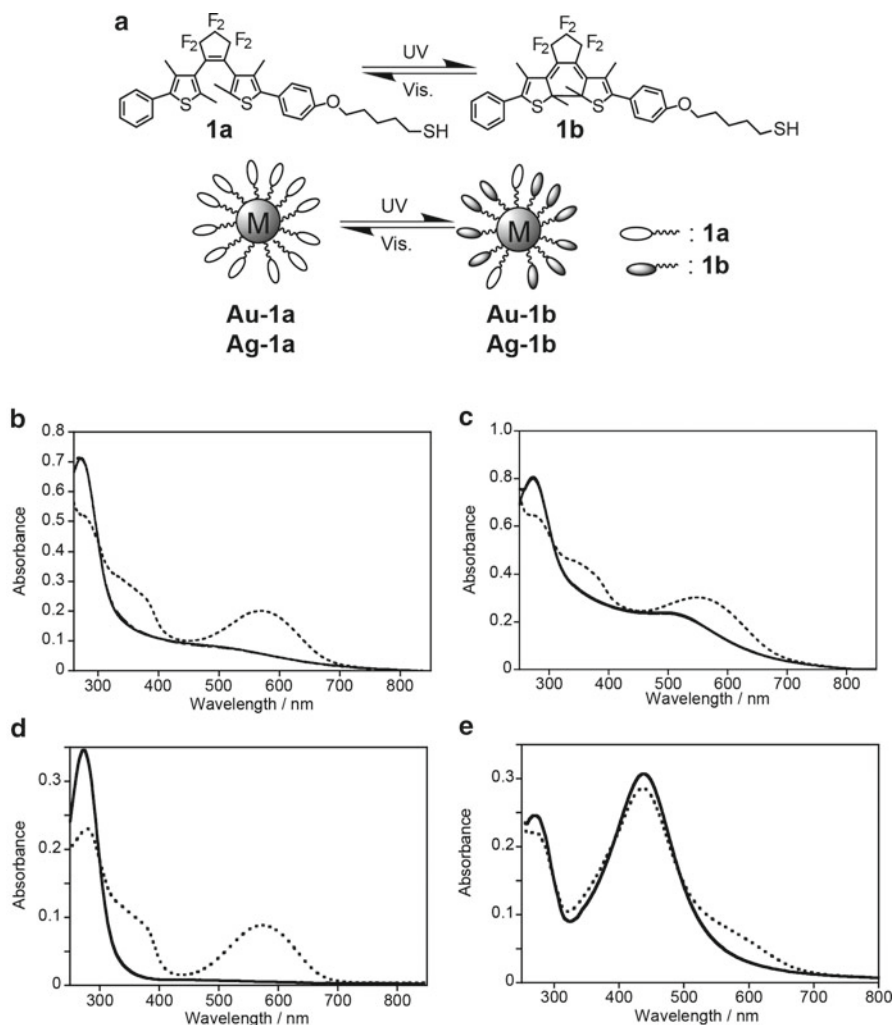 a
F2
F2 F2
S S
O
SH
1a
UV
Vis.
F2
F2 F2
S S
O
SH
1b
M
UV
Vis.
M
: 1a
: 1b
Au-1a
Ag-1a
Au-1b
Ag-1b
b
0.8
0.7
0.6
0.5
0.4
0.3
0.2
0.1
0
Absorbance
300 400 500 600 700 800
Wavelength / nm
c
1.0
0.8
0.6
0.4
0.2
0
Absorbance
300 400 500 600 700 800
Wavelength / nm
d
0.3
0.2
0.1
0
Absorbance
300 400 500 600 700 800
Wavelength / nm
e
0.3
0.2
0.1
0
Absorbance
300 400 500 600 700 800
Wavelength / nm